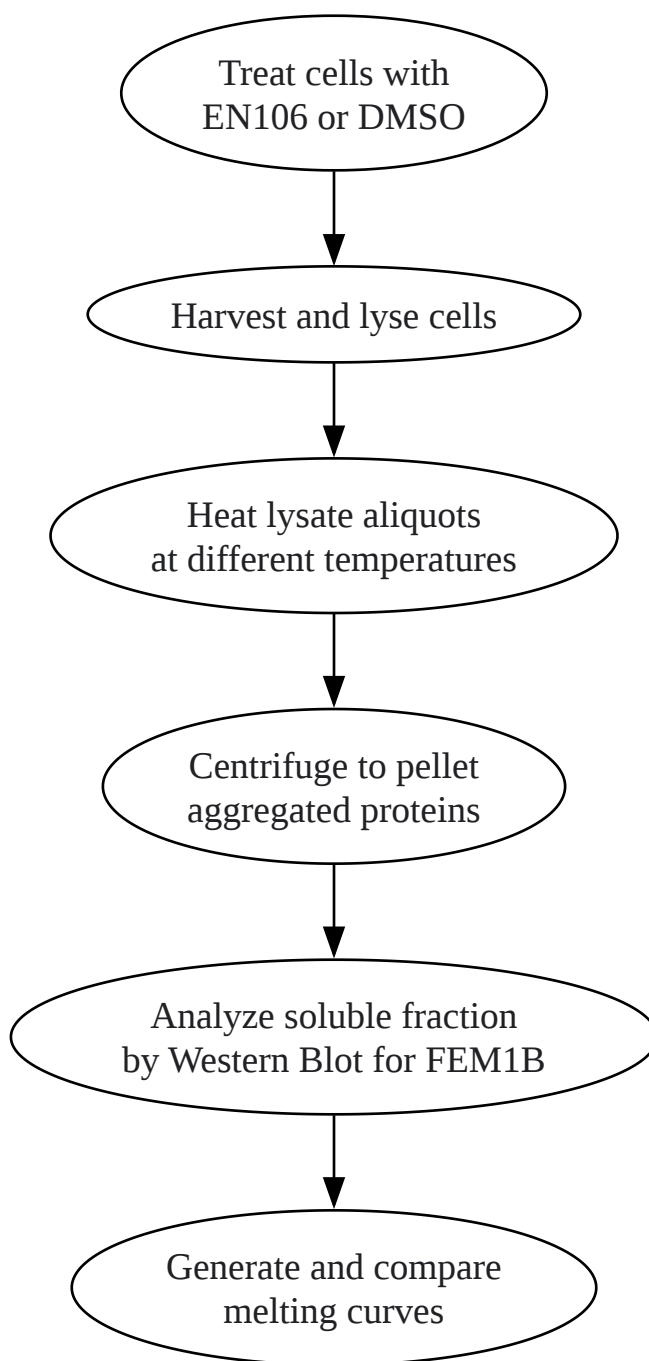 Treat cells with
EN106 or DMSO
Harvest and lyse cells
Heat lysate aliquots
at different temperatures
Centrifuge to pellet
aggregated proteins
Analyze soluble fraction
by Western Blot for FEM1B
Generate and compare
melting curves